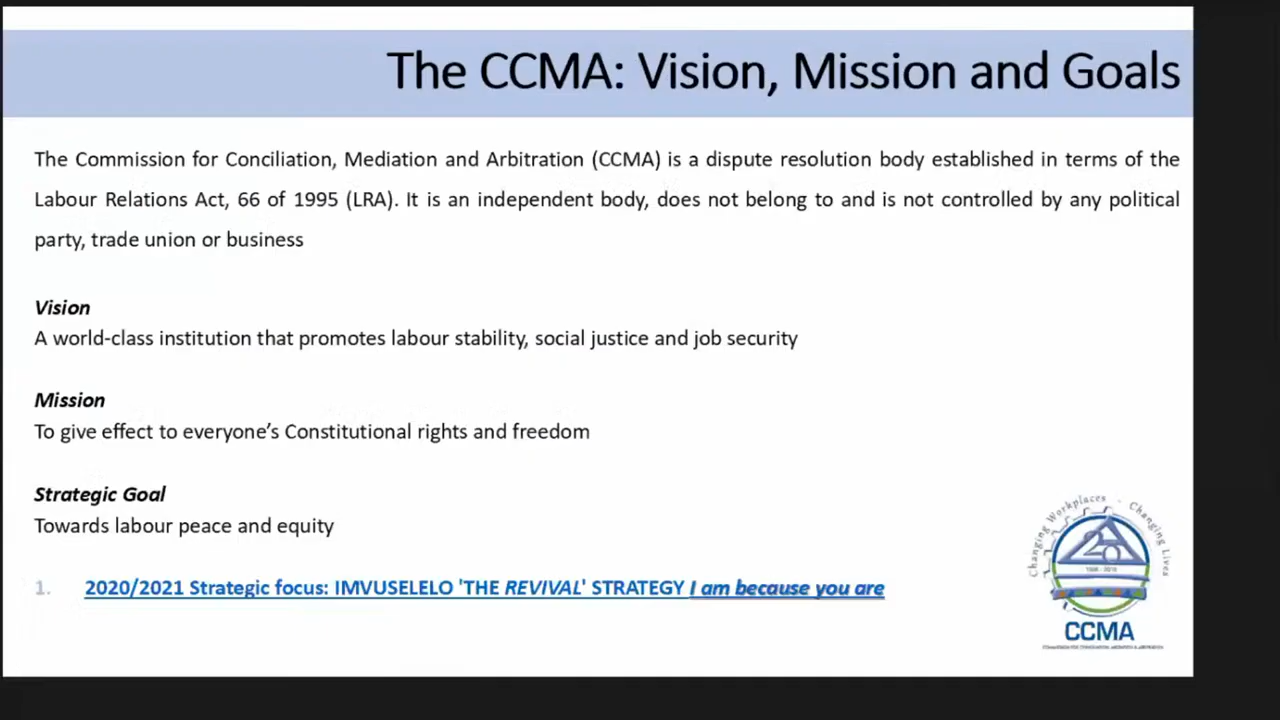 The CCMA: Vision, Mission and Goals
The Commission for Conciliation, Mediation and Arbitration (CCMA) is a dispute resolution body established in terms of the
Labour Relations Act, 66 of 1995 (LRA). It is an independent body, does not belong to and is not controlled by any political
party, trade union or business
Vision
A world-class institution that promotes labour stability, social justice and job security
Mission
To give effect to everyone's Constitutional rights and freedom
Strategic Goal
Towards labour peace and equity
1. 2020/2021 Strategic focus: IMVUSELELO 'THE REVIVAL' STRATEGY I am because you are
Changing Workplaces - Changing Lives
CCMA